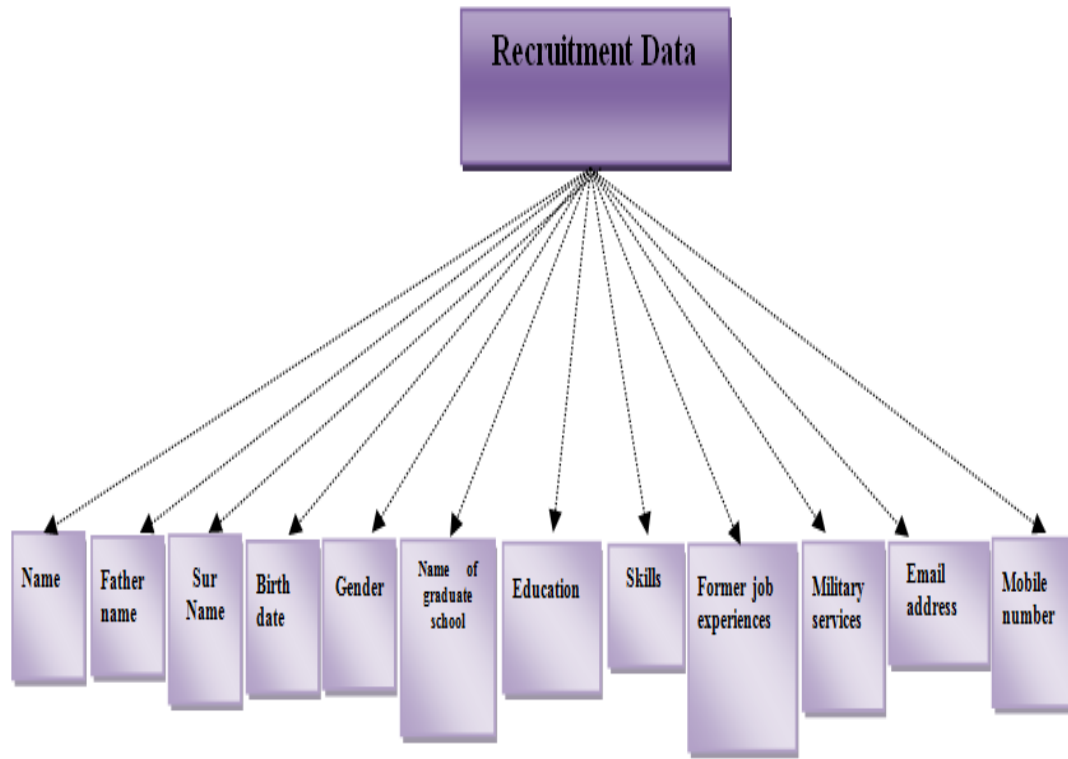 Recruitment Data
Name
Father
name
Sur
Name
Birth
date
Gender
Name of
graduate
school
Education
Skills
Former job
experiences
Military
services
Email
address
Mobile
number